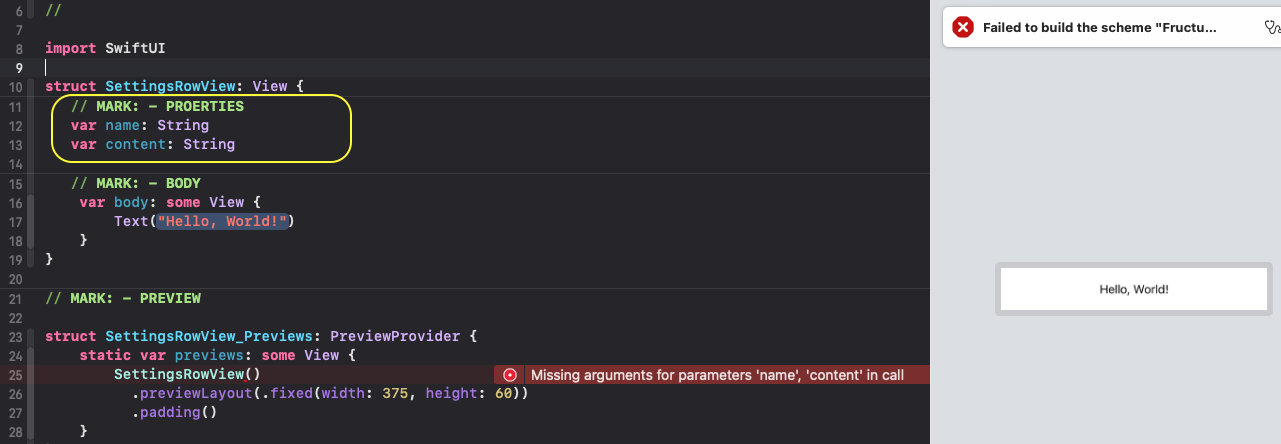 6 //
7
8 import SwiftUI
9
10 struct SettingsRowView: View {
11 // MARK: - PROERTIES
12 var name: String
13 var content: String
14
15 // MARK: - BODY
16 var body: some View {
17 Text("Hello, World!")
18 }
19 }
20
21 // MARK: - PREVIEW
22
23 struct SettingsRowView_Previews: PreviewProvider {
24 static var previews: some View {
25 SettingsRowView() Missing arguments for parameters 'name', 'content' in call
26 .previewLayout(.fixed(width: 375, height: 60))
27 .padding()
28 }
Failed to build the scheme "Fructu...
Hello, World!